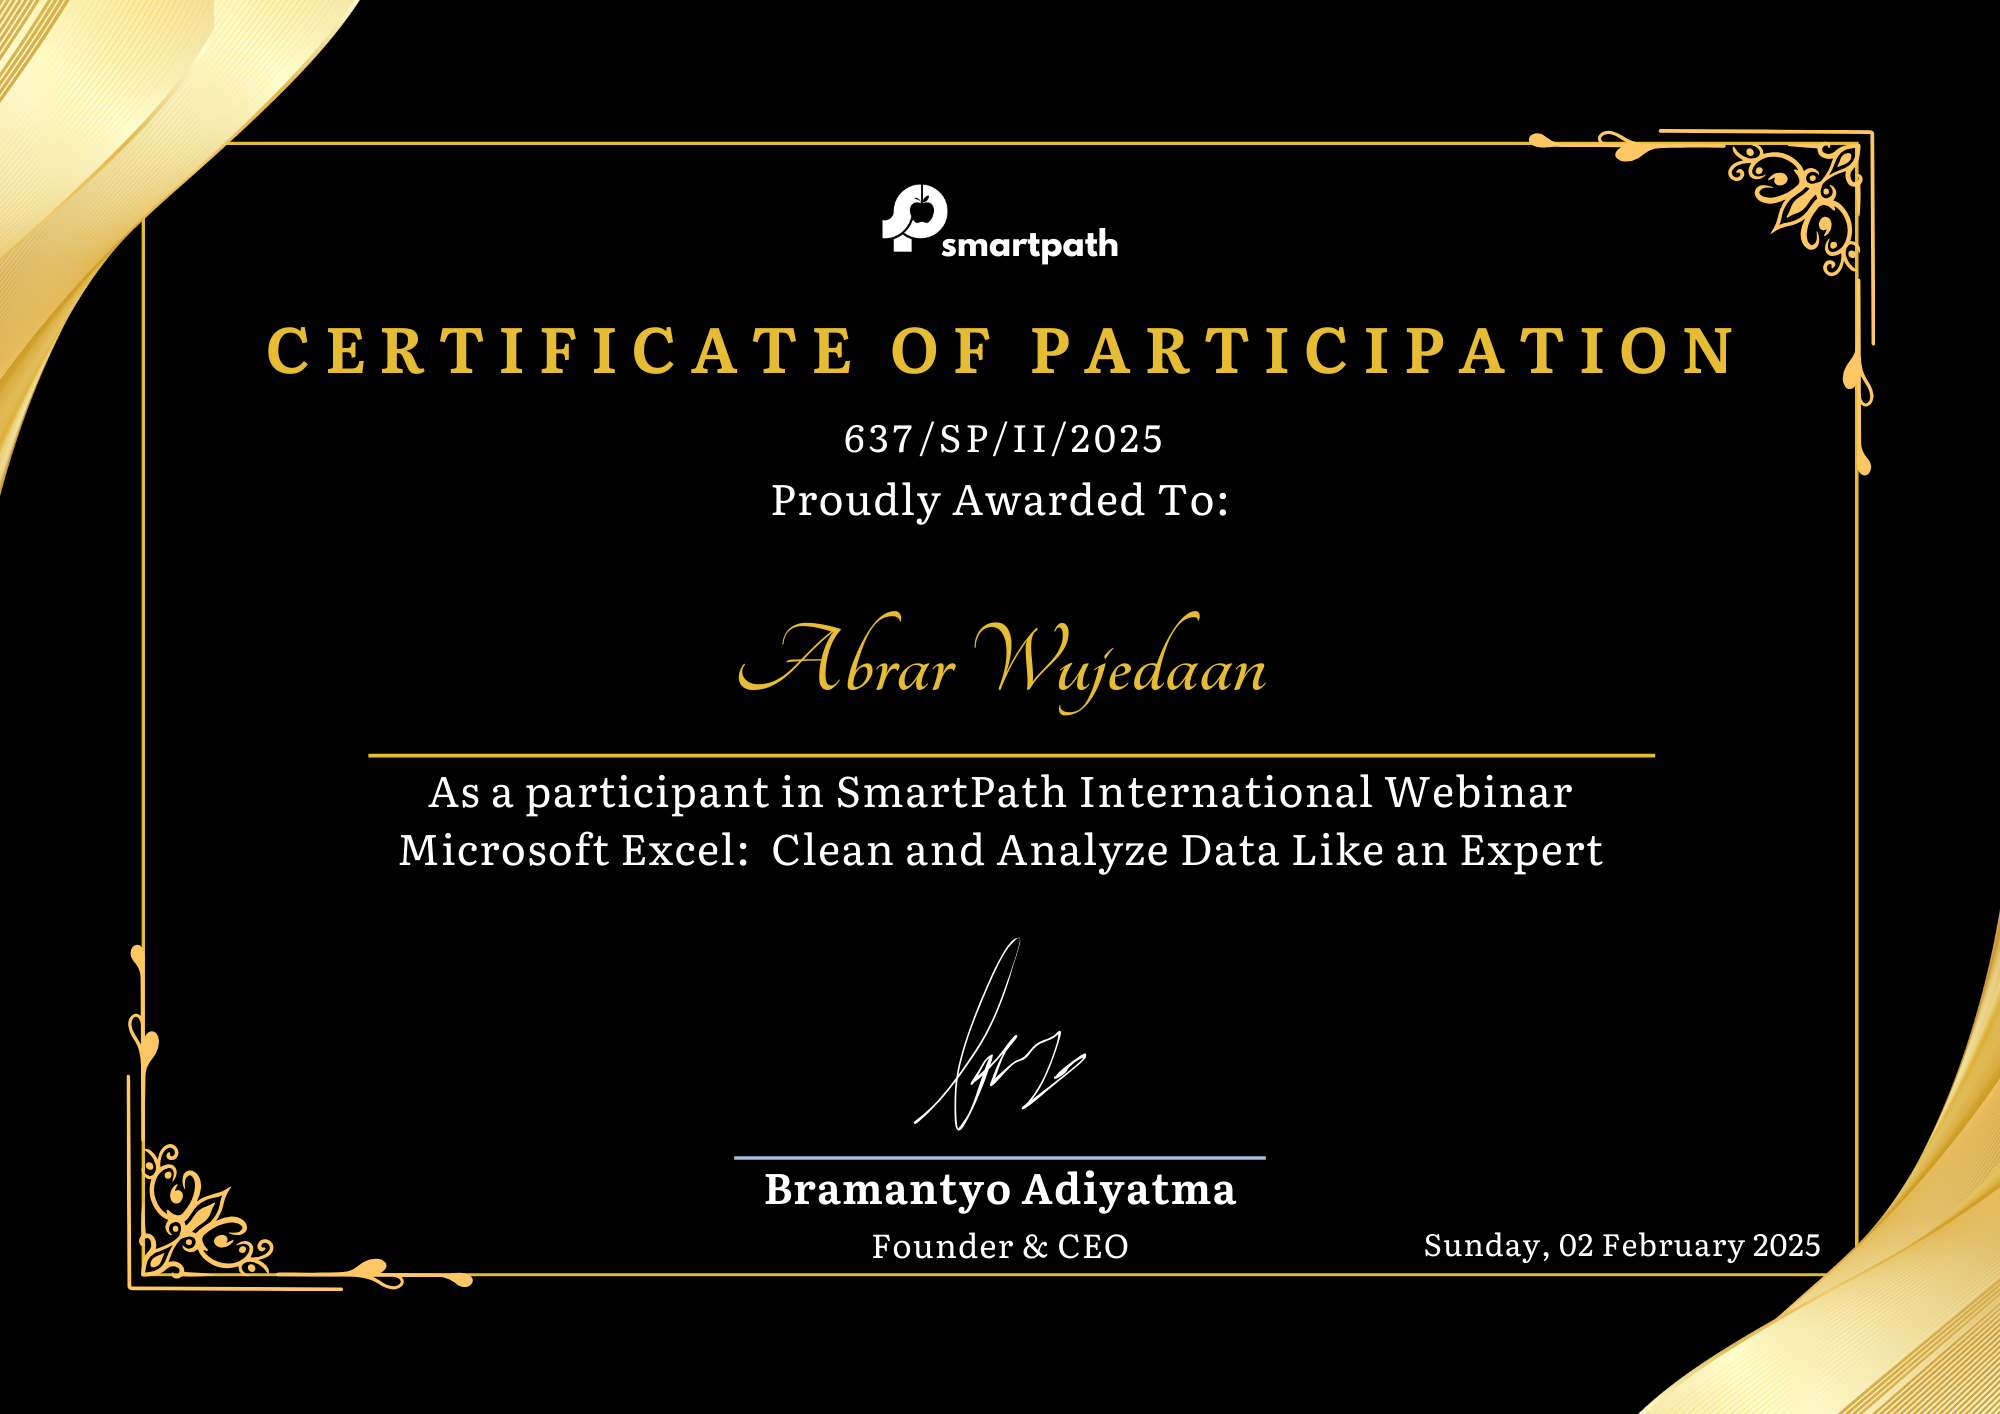 smartpath
CERTIFICATE OF PARTICIPATION
637/SP/II/2025
Proudly Awarded To:
Abrar Wujedaan
As a participant in SmartPath International Webinar
Microsoft Excel:  Clean and Analyze Data Like an Expert
Bramantyo Adiyatma
Founder & CEO
Sunday, 02 February 2025